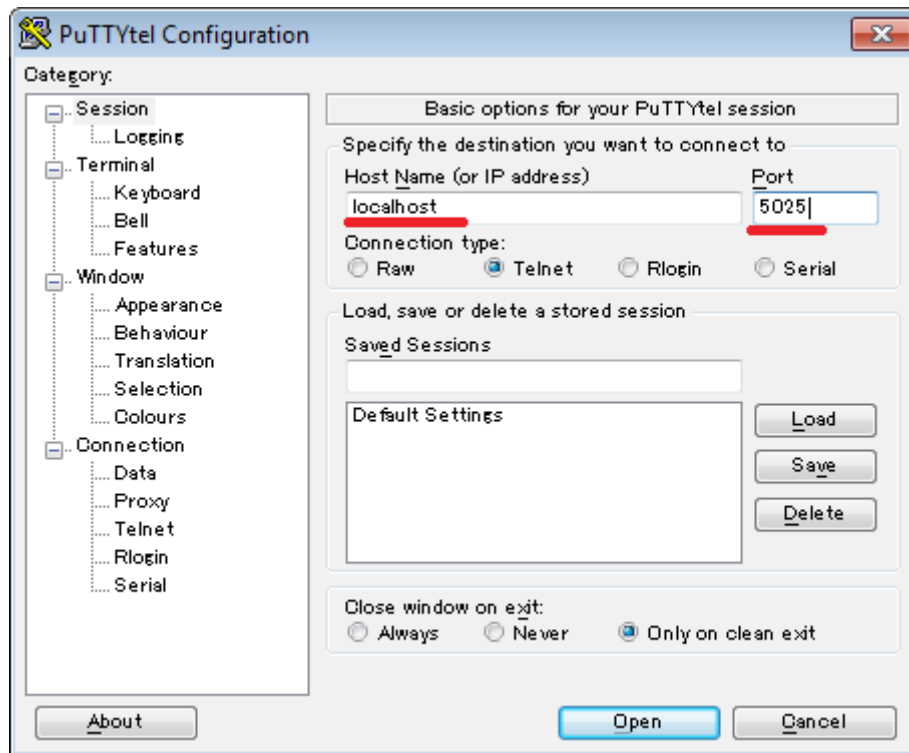 PuTTYtel Configuration
Category:
Session
Logging
Terminal
Keyboard
Bell
Features
Window
Appearance
Behaviour
Translation
Selection
Colours
Connection
Data
Proxy
Telnet
Rlogin
Serial
Basic options for your PuTTYtel session
Specify the destination you want to connect to
Host Name (or IP address) Port
localhost 5025
Connection type:
Raw Telnet Rlogin Serial
Load, save or delete a stored session
Saved Sessions
Default Settings
Load
Save
Delete
Close window on exit:
Always Never Only on clean exit
About Open Cancel